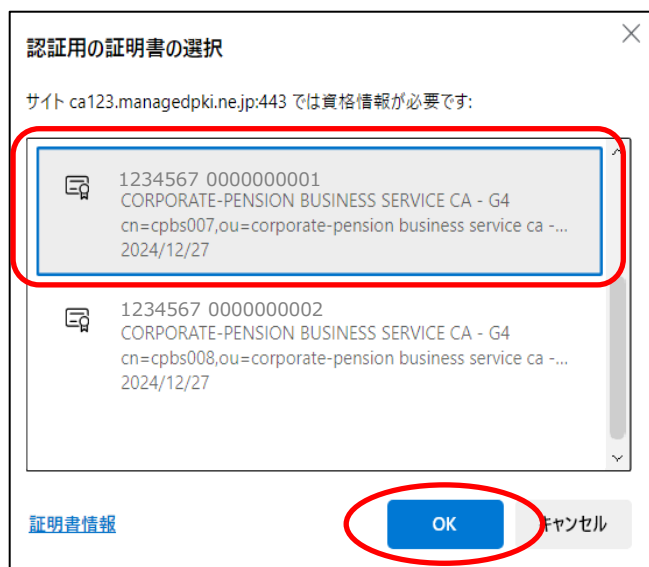 認証用の証明書の選択
サイト ca123.managedpki.ne.jp:443 では資格情報が必要です:
1234567 0000000001
CORPORATE-PENSION BUSINESS SERVICE CA - G4
cn=cpbs007,ou=corporate-pension business service ca -...
2024/12/27
1234567 0000000002
CORPORATE-PENSION BUSINESS SERVICE CA - G4
cn=cpbs008,ou=corporate-pension business service ca -...
2024/12/27
証明書情報
OK
キャンセル